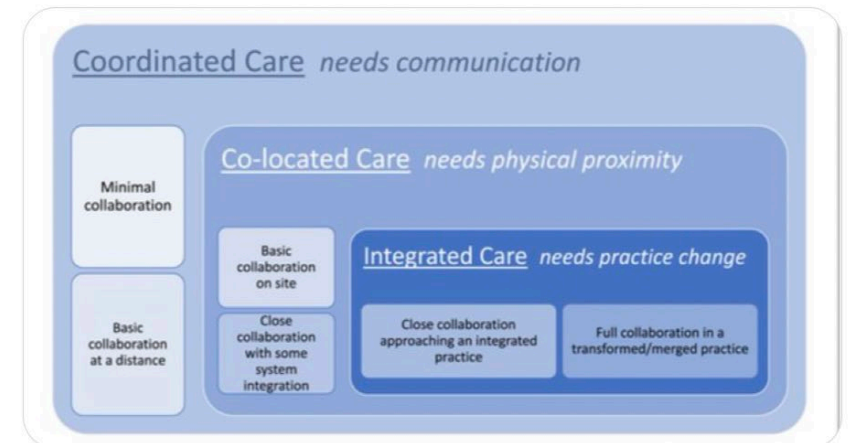 Coordinated Care needs communication
Minimal
collaboration
Basic
collaboration
at a distance
Co-located Care needs physical proximity
Basic
collaboration
on site
Close
collaboration
with some
system
integration
Integrated Care needs practice change
Close collaboration
approaching an integrated
practice
Full collaboration in a
transformed/merged practice